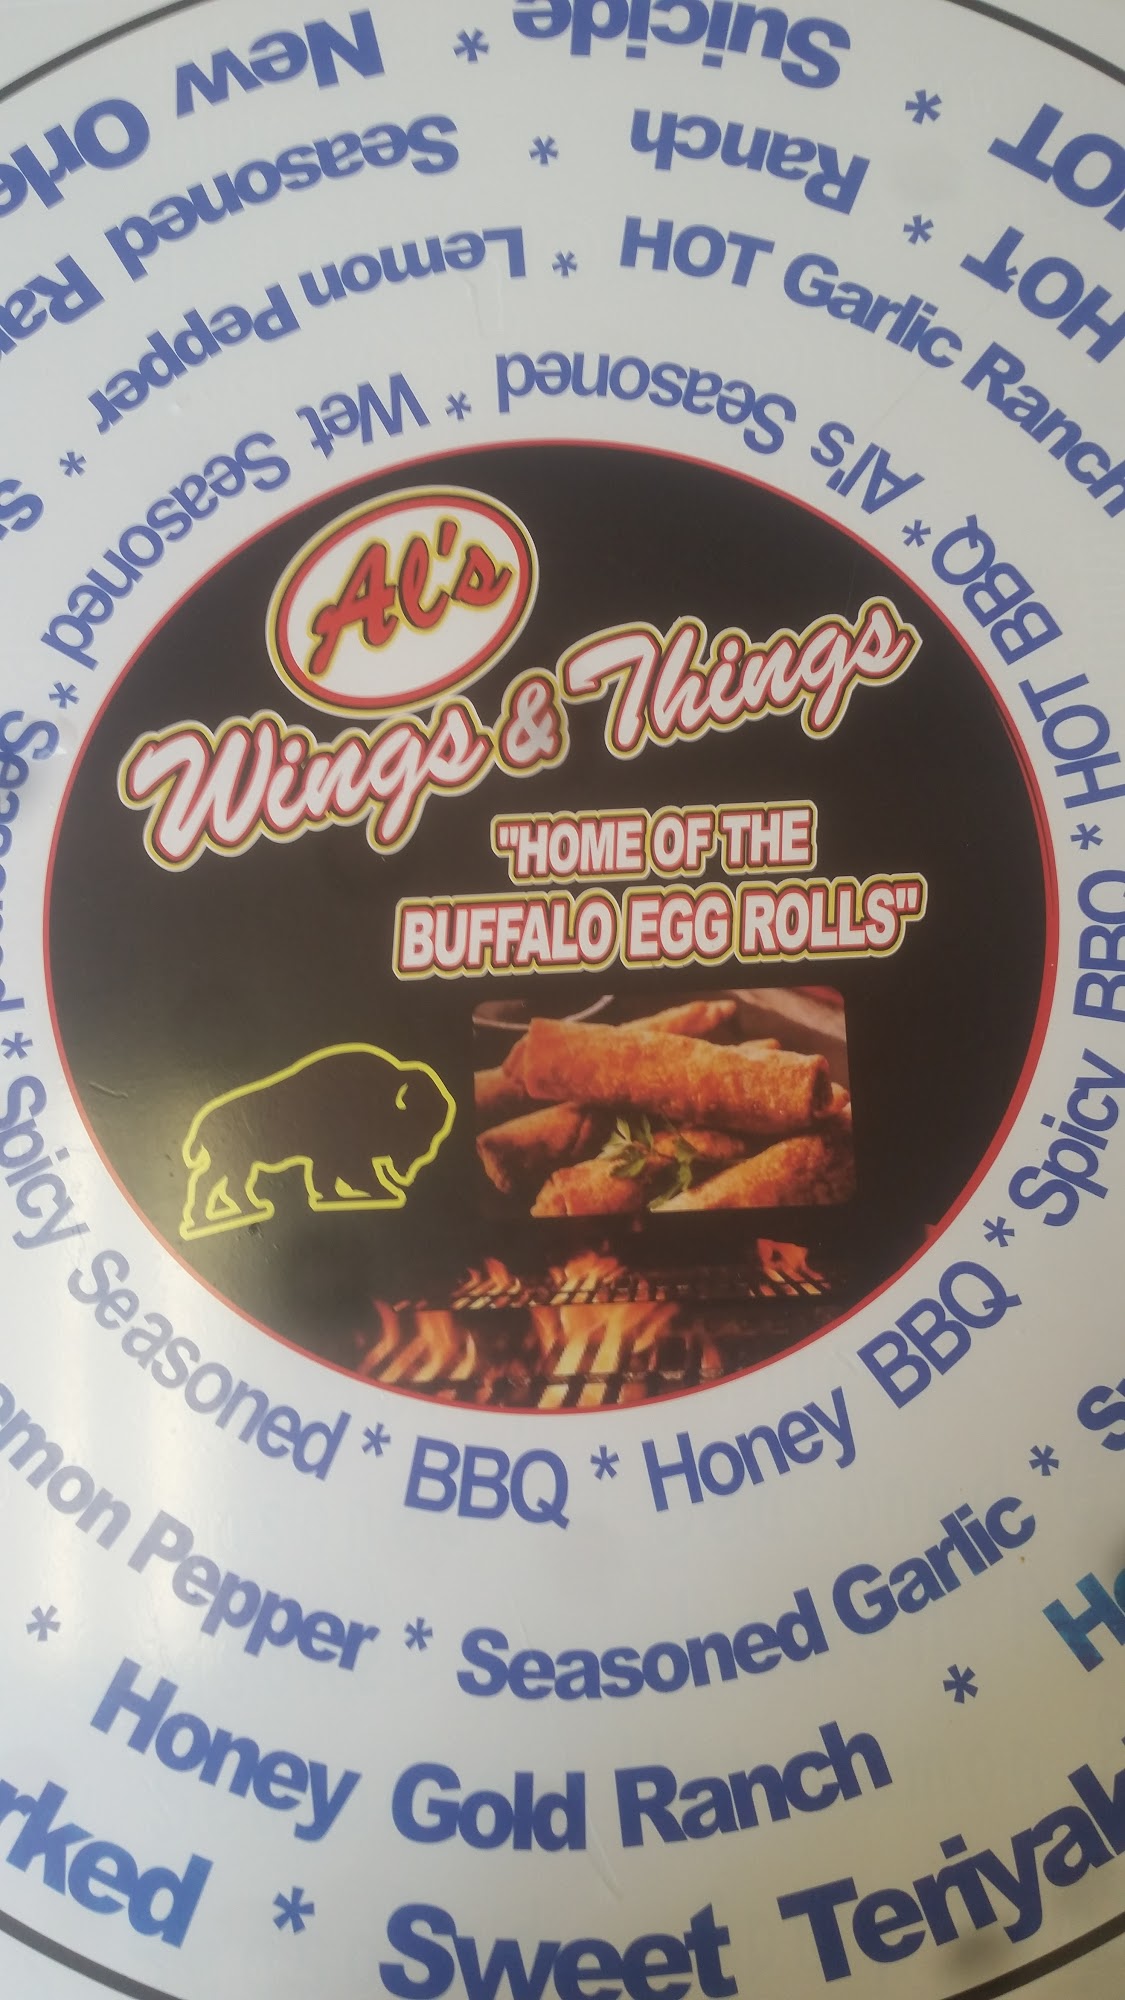 Al's
Wings & Things
"HOME OF THE
BUFFALO EGG ROLLS"
Al's Seasoned * Wet Seasoned * Seasoned * Spicy Seasoned * BBQ * Honey BBQ * Spicy BBQ * HOT BBQ *
HOT Garlic Ranch
Lemon Pepper *
Pepper * Seasoned Garlic *
Seasoned
Ranch *
HOT
* Honey Gold Ranch *
New
* Suicide *
* Sweet